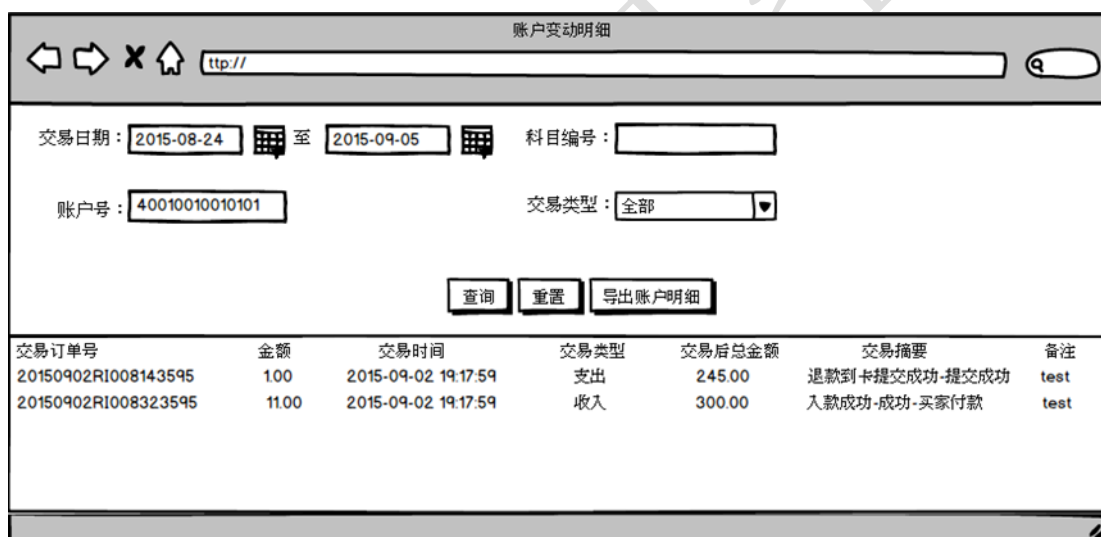 账户变动明细
ttp://
交易日期：2015-08-24 至 2015-09-05 科目编号：
账户号：40010010010101 交易类型：全部
查询 重置 导出账户明细
交易订单号 金额 交易时间 交易类型 交易后总金额 交易摘要 备注
20150902RI008143595 1.00 2015-09-02 19:17:59 支出 245.00 退款到卡提交成功-提交成功 test
20150902RI008323595 11.00 2015-09-02 19:17:59 收入 300.00 入款成功-成功-买家付款 test